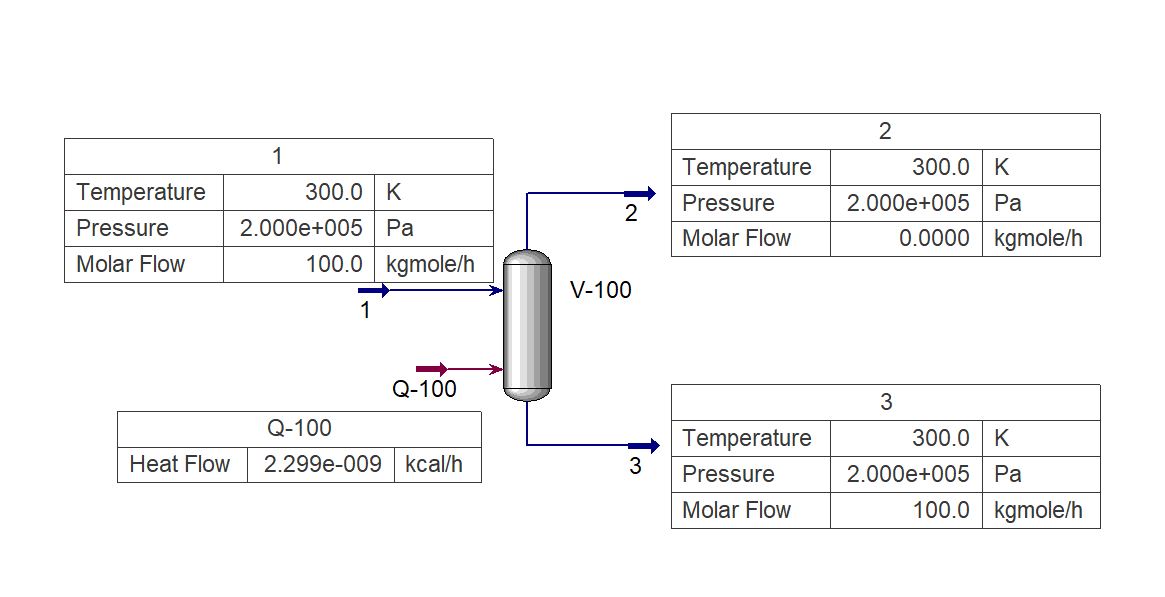 1
Temperature 300.0 K
Pressure 2.000e+005 Pa
Molar Flow 100.0 kgmole/h
1
2
Temperature 300.0 K
Pressure 2.000e+005 Pa
Molar Flow 0.0000 kgmole/h
2
V-100
Q-100
Q-100
Heat Flow 2.299e-009 kcal/h
3
Temperature 300.0 K
Pressure 2.000e+005 Pa
Molar Flow 100.0 kgmole/h
3